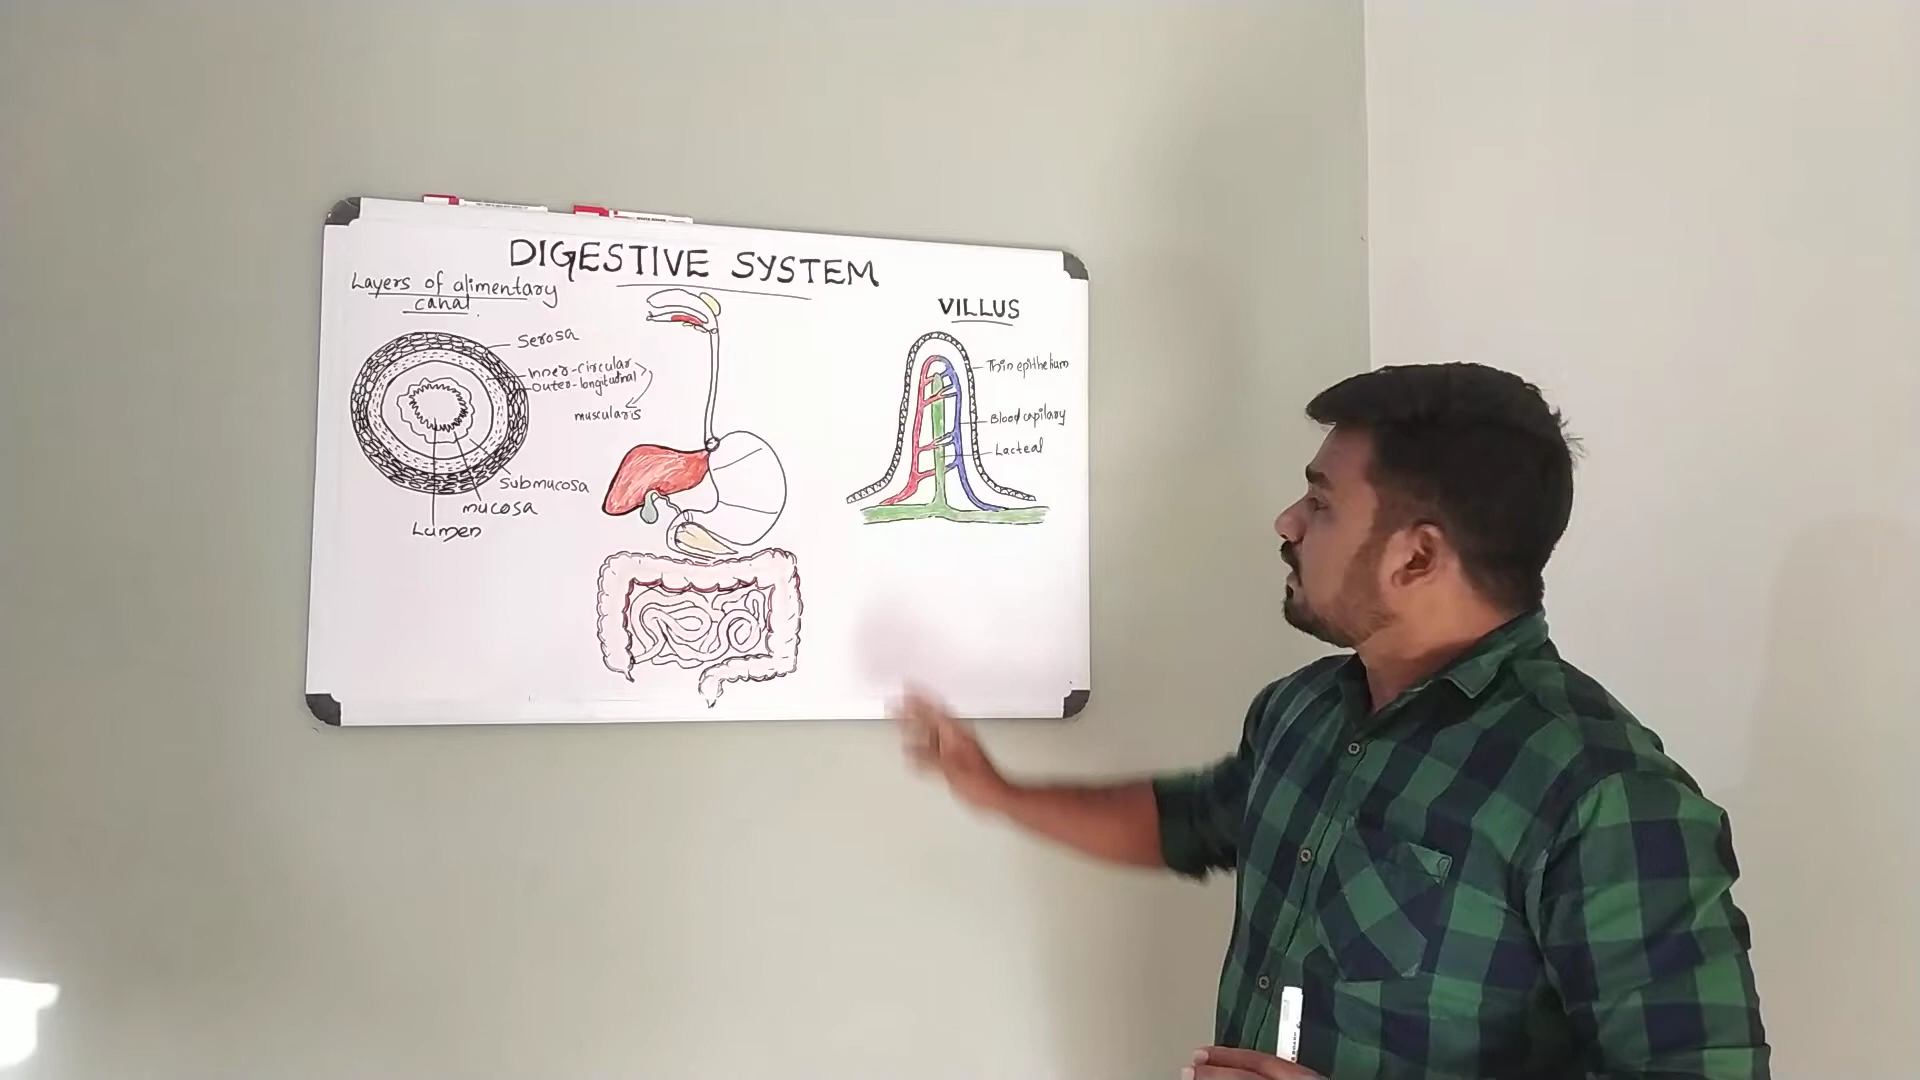 DIGESTIVE SYSTEM
Layers of alimentary
canal
Serosa
Inner-circular
Outer-longitudinal
muscularis
Submucosa
mucosa
Lumen
VILLUS
Thin epithelium
Blood capilary
Lacteal